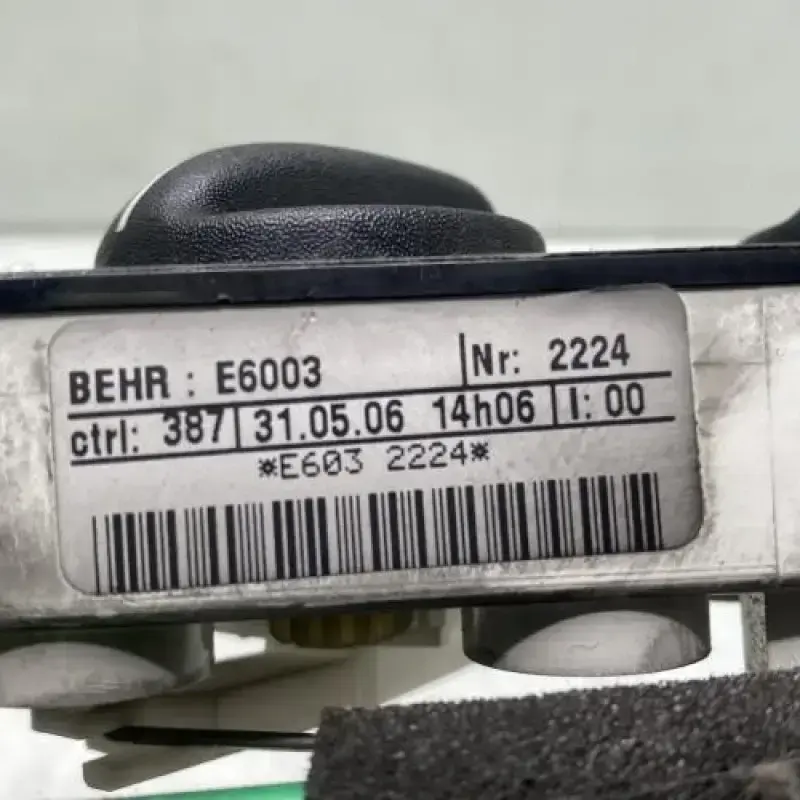 BEHR : E6003 Nr: 2224
ctrl: 387 31.05.06 14h06 I: 00
*E603 2224*